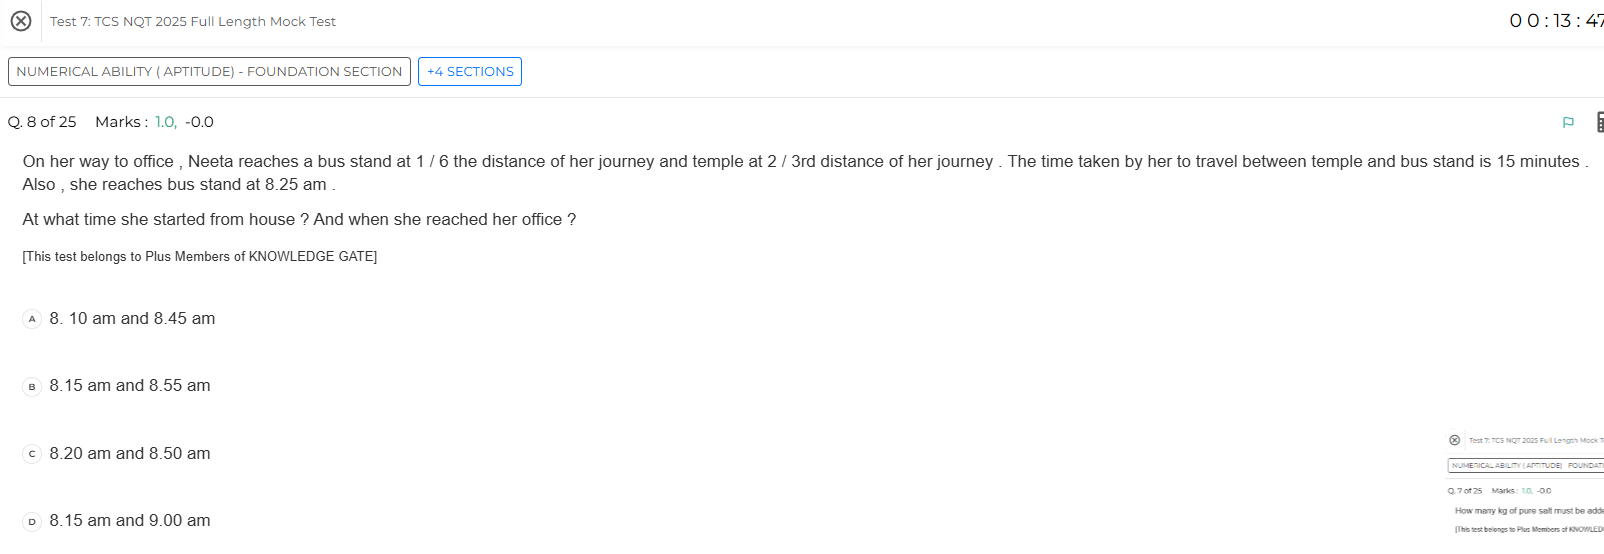 Test 7: TCS NQT 2025 Full Length Mock Test
0 0 : 13 : 47
NUMERICAL ABILITY ( APTITUDE) - FOUNDATION SECTION
+4 SECTIONS
Q. 8 of 25 Marks : 1.0, -0.0
On her way to office , Neeta reaches a bus stand at 1 / 6 the distance of her journey and temple at 2 / 3rd distance of her journey . The time taken by her to travel between temple and bus stand is 15 minutes .
Also , she reaches bus stand at 8.25 am .
At what time she started from house ? And when she reached her office ?
[This test belongs to Plus Members of KNOWLEDGE GATE]
A 8. 10 am and 8.45 am
B 8.15 am and 8.55 am
C 8.20 am and 8.50 am
D 8.15 am and 9.00 am
Test 7: TCS NQT 2025 Full Length Mock T
NUMERICAL ABILITY ( APTITUDE) FOUNDATI
Q. 7 of 25 Marks : 1.0, -0.0
How many kg of pure salt must be adde
[This test belongs to Plus Members of KNOWLED